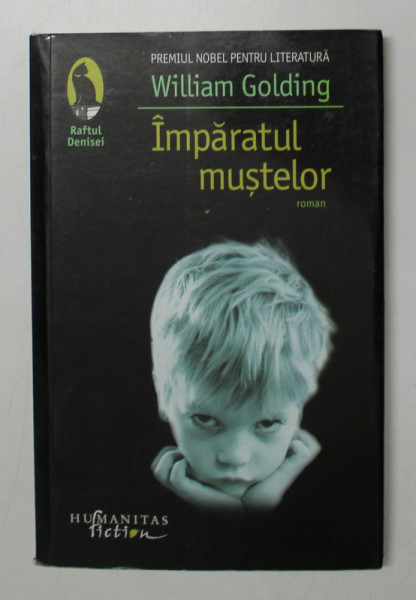 PREMIUL NOBEL PENTRU LITERATURĂ
William Golding
Raftul
Denisei
Împăratul
muștelor
roman
HUMANITAS
fiction